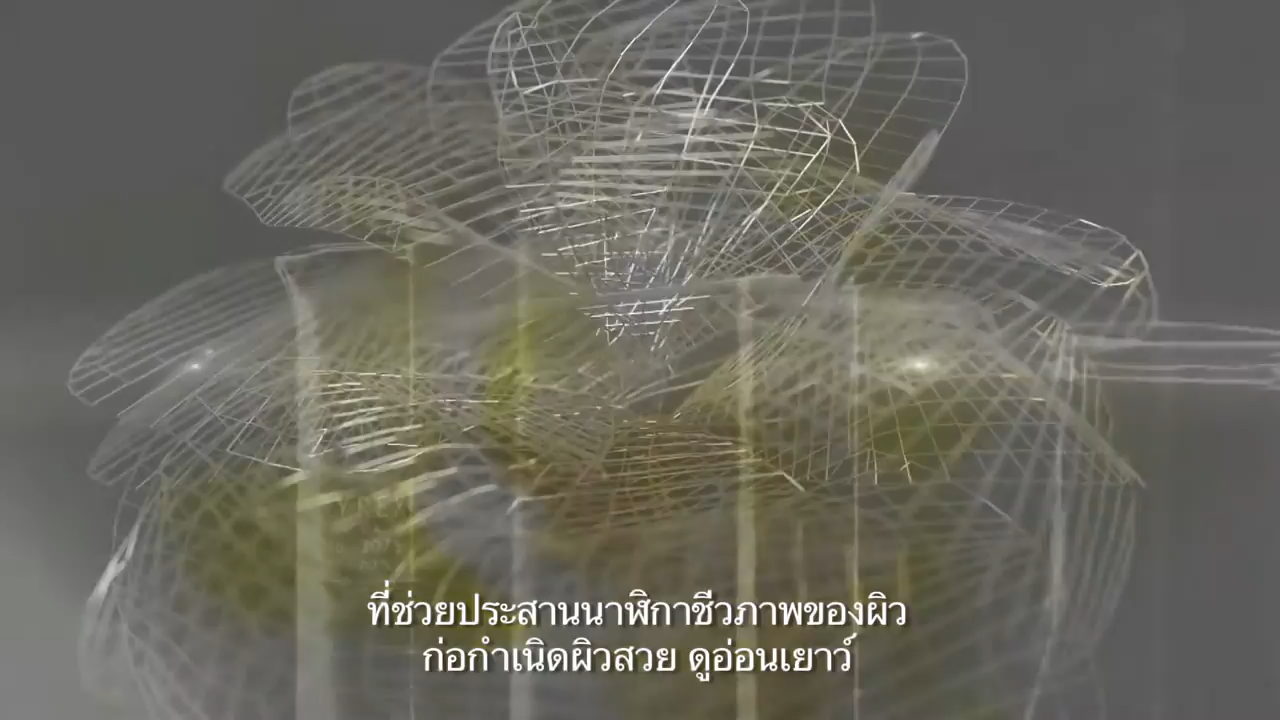 ที่ช่วยประสานนาฬิกาชีวภาพของผิว
ก่อกำเนิดผิวสวย ดูอ่อนเยาว์